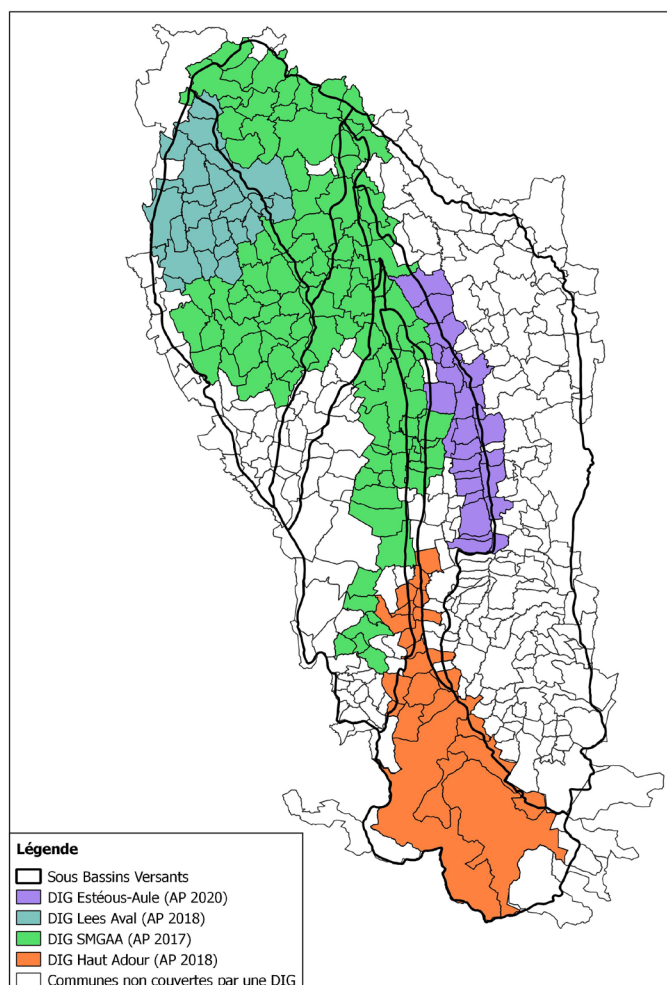 Légende
Sous Bassins Versants
DIG Estéous-Aule (AP 2020)
DIG Lees Aval (AP 2018)
DIG SMGAA (AP 2017)
DIG Haut Adour (AP 2018)
Communes non couvertes par une DIG